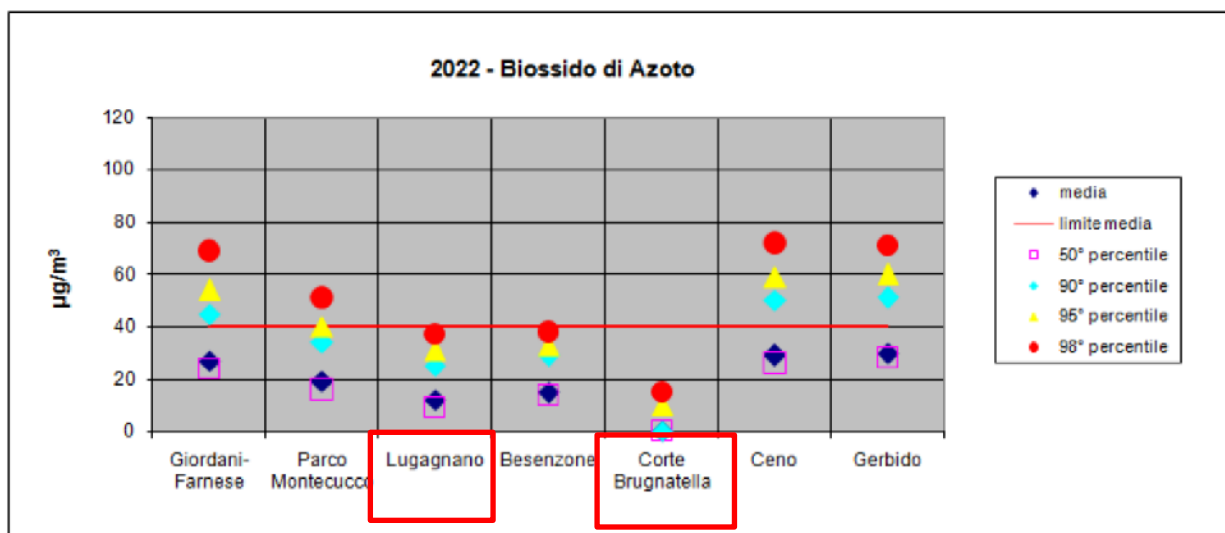 2022 - Biossido di Azoto
µg/m³
120
100
80
60
40
20
0
Giordani-
Farnese
Parco
Montecucco
Lugagnano
Besenzone
Corte
Brugnatella
Ceno
Gerbido
media
limite media
50° percentile
90° percentile
95° percentile
98° percentile